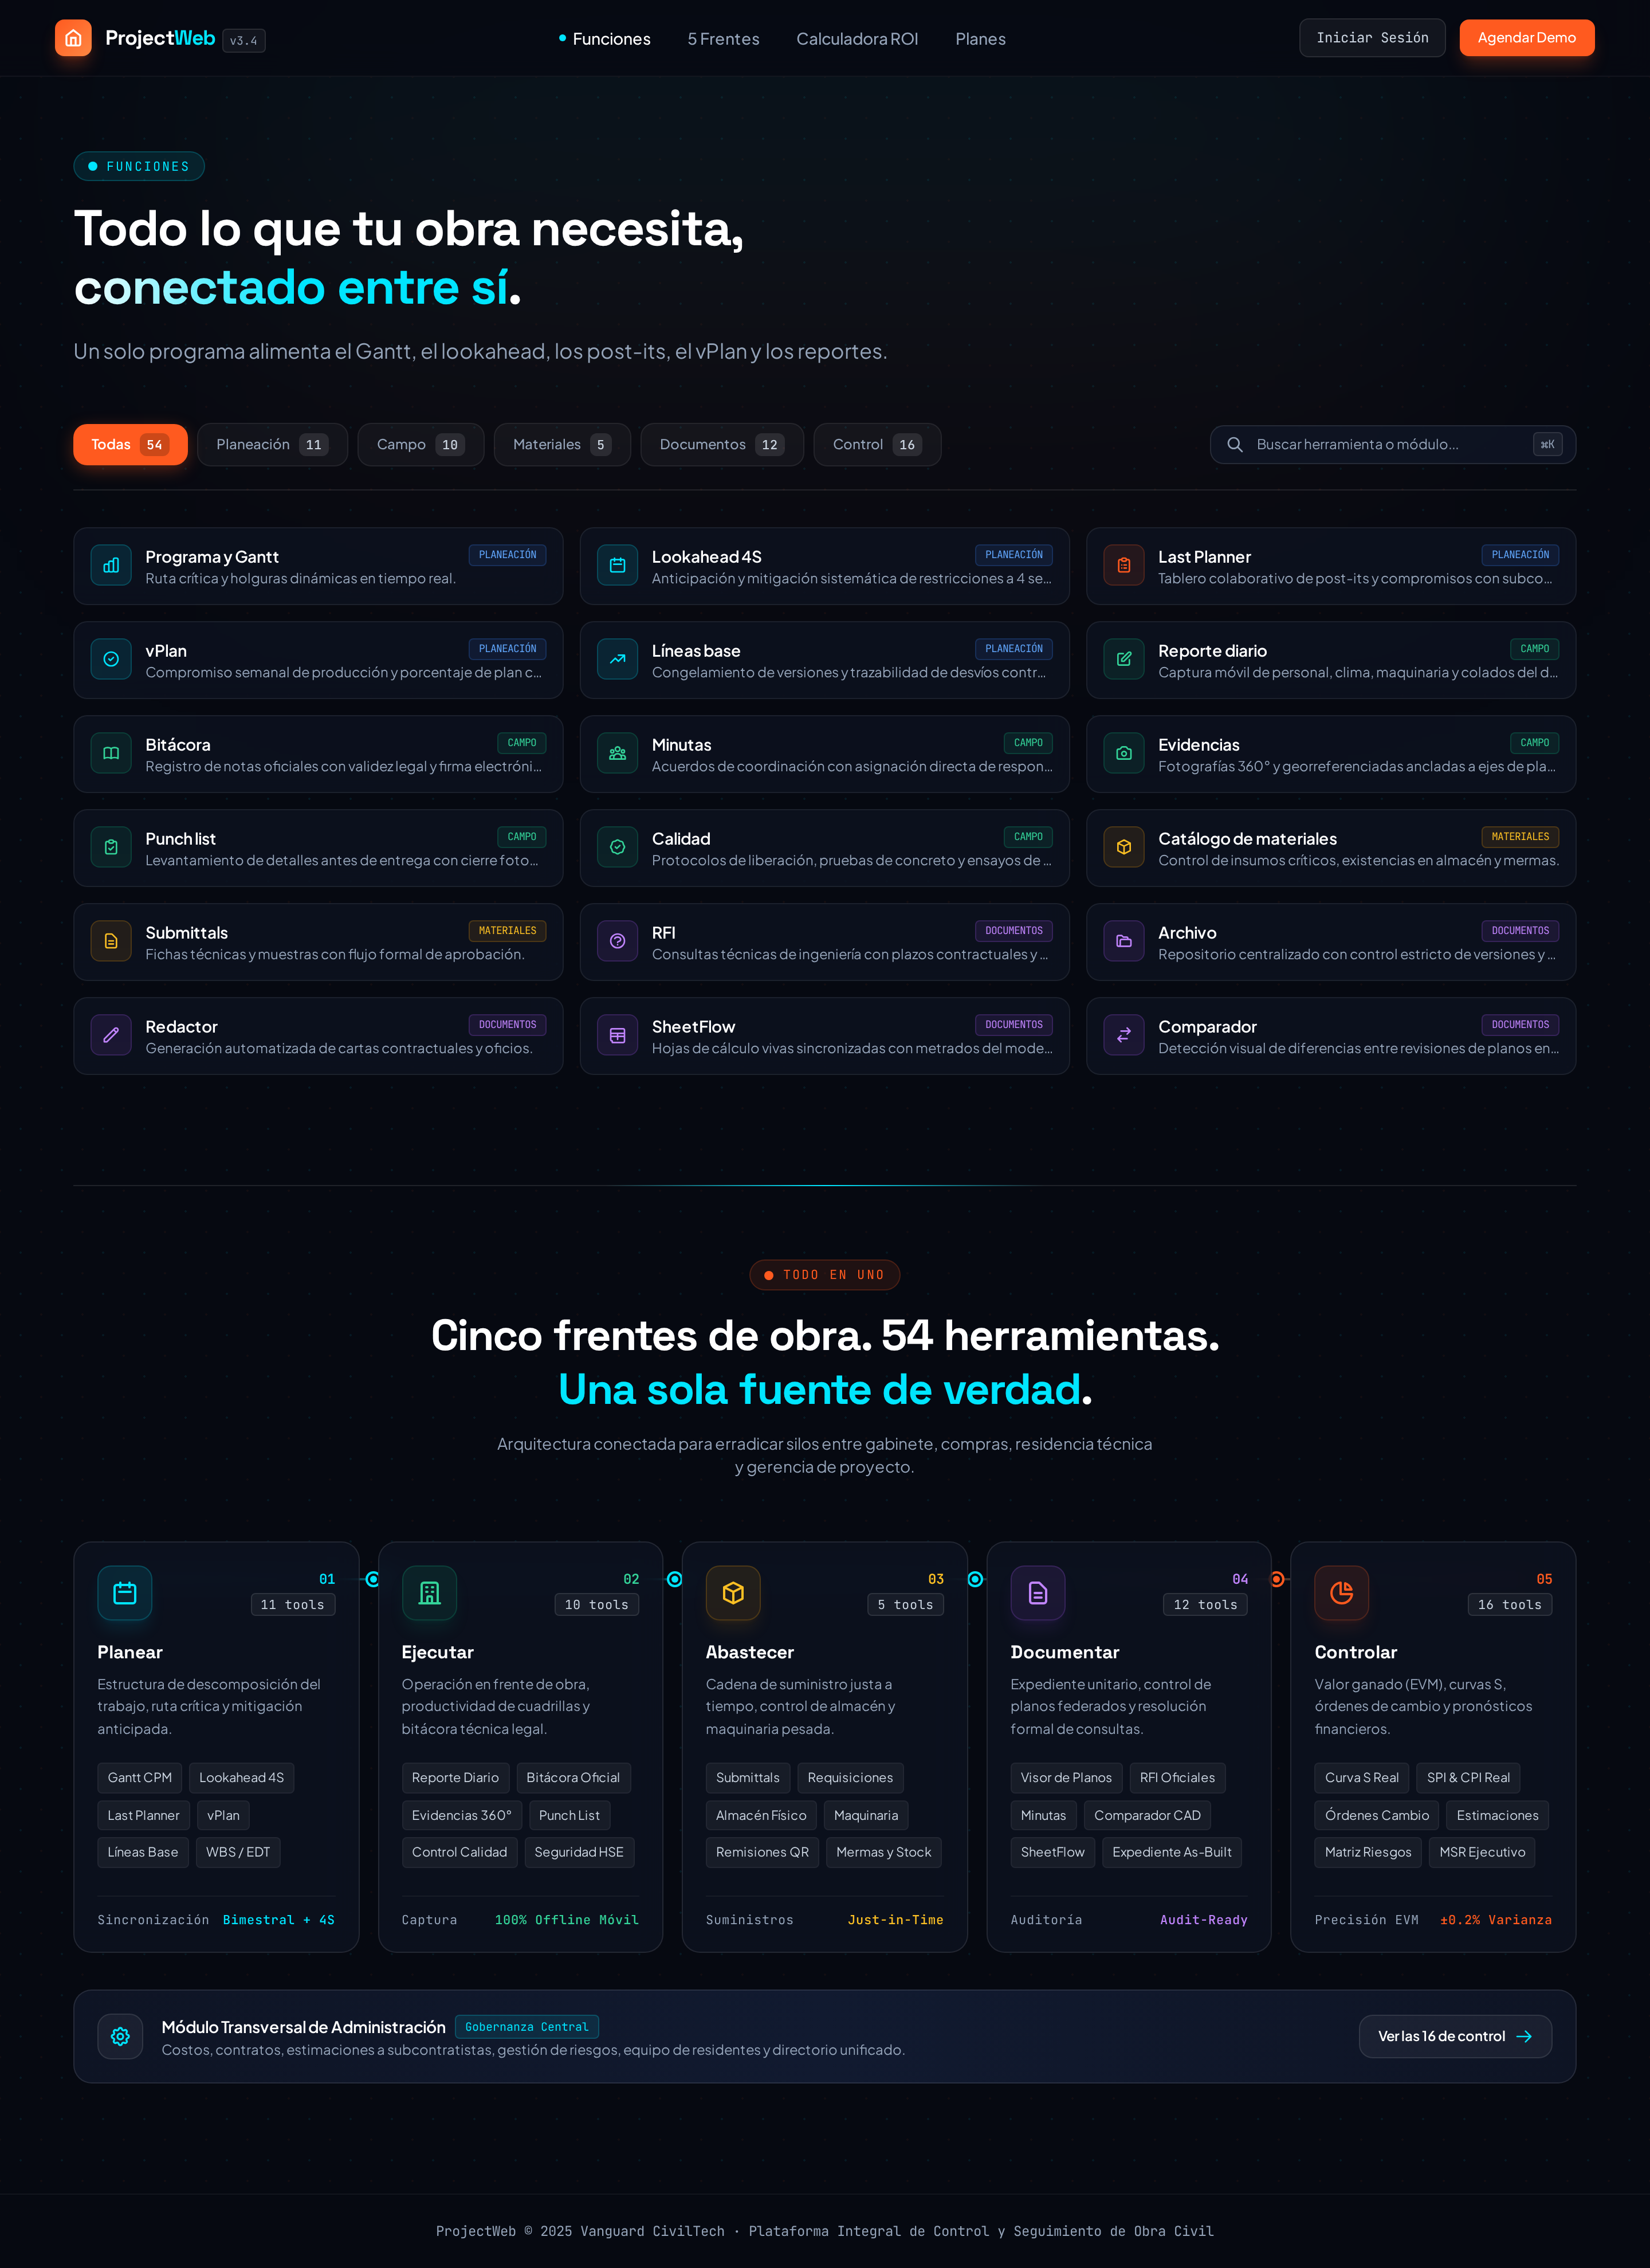 ProjectWeb v3.4
Funciones 5 Frentes Calculadora ROI Planes
Iniciar Sesión Agendar Demo
FUNCIONES
Todo lo que tu obra necesita,
conectado entre sí.
Un solo programa alimenta el Gantt, el lookahead, los post-its, el vPlan y los reportes.
Todas 54 Planeación 11 Campo 10 Materiales 5 Documentos 12 Control 16
Buscar herramienta o módulo... ⌘K
Programa y Gantt PLANEACIÓN
Ruta crítica y holguras dinámicas en tiempo real.
Lookahead 4S PLANEACIÓN
Anticipación y mitigación sistemática de restricciones a 4 se...
Last Planner PLANEACIÓN
Tablero colaborativo de post-its y compromisos con subco...
vPlan PLANEACIÓN
Compromiso semanal de producción y porcentaje de plan c...
Líneas base PLANEACIÓN
Congelamiento de versiones y trazabilidad de desvíos contr...
Reporte diario CAMPO
Captura móvil de personal, clima, maquinaria y colados del d...
Bitácora CAMPO
Registro de notas oficiales con validez legal y firma electróni...
Minutas CAMPO
Acuerdos de coordinación con asignación directa de respon...
Evidencias CAMPO
Fotografías 360° y georreferenciadas ancladas a ejes de pla...
Punch list CAMPO
Levantamiento de detalles antes de entrega con cierre foto...
Calidad CAMPO
Protocolos de liberación, pruebas de concreto y ensayos de ...
Catálogo de materiales MATERIALES
Control de insumos críticos, existencias en almacén y mermas.
Submittals MATERIALES
Fichas técnicas y muestras con flujo formal de aprobación.
RFI DOCUMENTOS
Consultas técnicas de ingeniería con plazos contractuales y ...
Archivo DOCUMENTOS
Repositorio centralizado con control estricto de versiones y ...
Redactor DOCUMENTOS
Generación automatizada de cartas contractuales y oficios.
SheetFlow DOCUMENTOS
Hojas de cálculo vivas sincronizadas con metrados del mode...
Comparador DOCUMENTOS
Detección visual de diferencias entre revisiones de planos en...
TODO EN UNO
Cinco frentes de obra. 54 herramientas.
Una sola fuente de verdad.
Arquitectura conectada para erradicar silos entre gabinete, compras, residencia técnica
y gerencia de proyecto.
01
11 tools
Planear
Estructura de descomposición del
trabajo, ruta crítica y mitigación
anticipada.
Gantt CPM Lookahead 4S
Last Planner vPlan
Líneas Base WBS / EDT
Sincronización Bimestral + 4S
02
10 tools
Ejecutar
Operación en frente de obra,
productividad de cuadrillas y
bitácora técnica legal.
Reporte Diario Bitácora Oficial
Evidencias 360° Punch List
Control Calidad Seguridad HSE
Captura 100% Offline Móvil
03
5 tools
Abastecer
Cadena de suministro justa a
tiempo, control de almacén y
maquinaria pesada.
Submittals Requisiciones
Almacén Físico Maquinaria
Remisiones QR Mermas y Stock
Suministros Just-in-Time
04
12 tools
Documentar
Expediente unitario, control de
planos federados y resolución
formal de consultas.
Visor de Planos RFI Oficiales
Minutas Comparador CAD
SheetFlow Expediente As-Built
Auditoría Audit-Ready
05
16 tools
Controlar
Valor ganado (EVM), curvas S,
órdenes de cambio y pronósticos
financieros.
Curva S Real SPI & CPI Real
Órdenes Cambio Estimaciones
Matriz Riesgos MSR Ejecutivo
Precisión EVM ±0.2% Varianza
Módulo Transversal de Administración Gobernanza Central
Costos, contratos, estimaciones a subcontratistas, gestión de riesgos, equipo de residentes y directorio unificado.
Ver las 16 de control →
ProjectWeb © 2025 Vanguard CivilTech · Plataforma Integral de Control y Seguimiento de Obra Civil